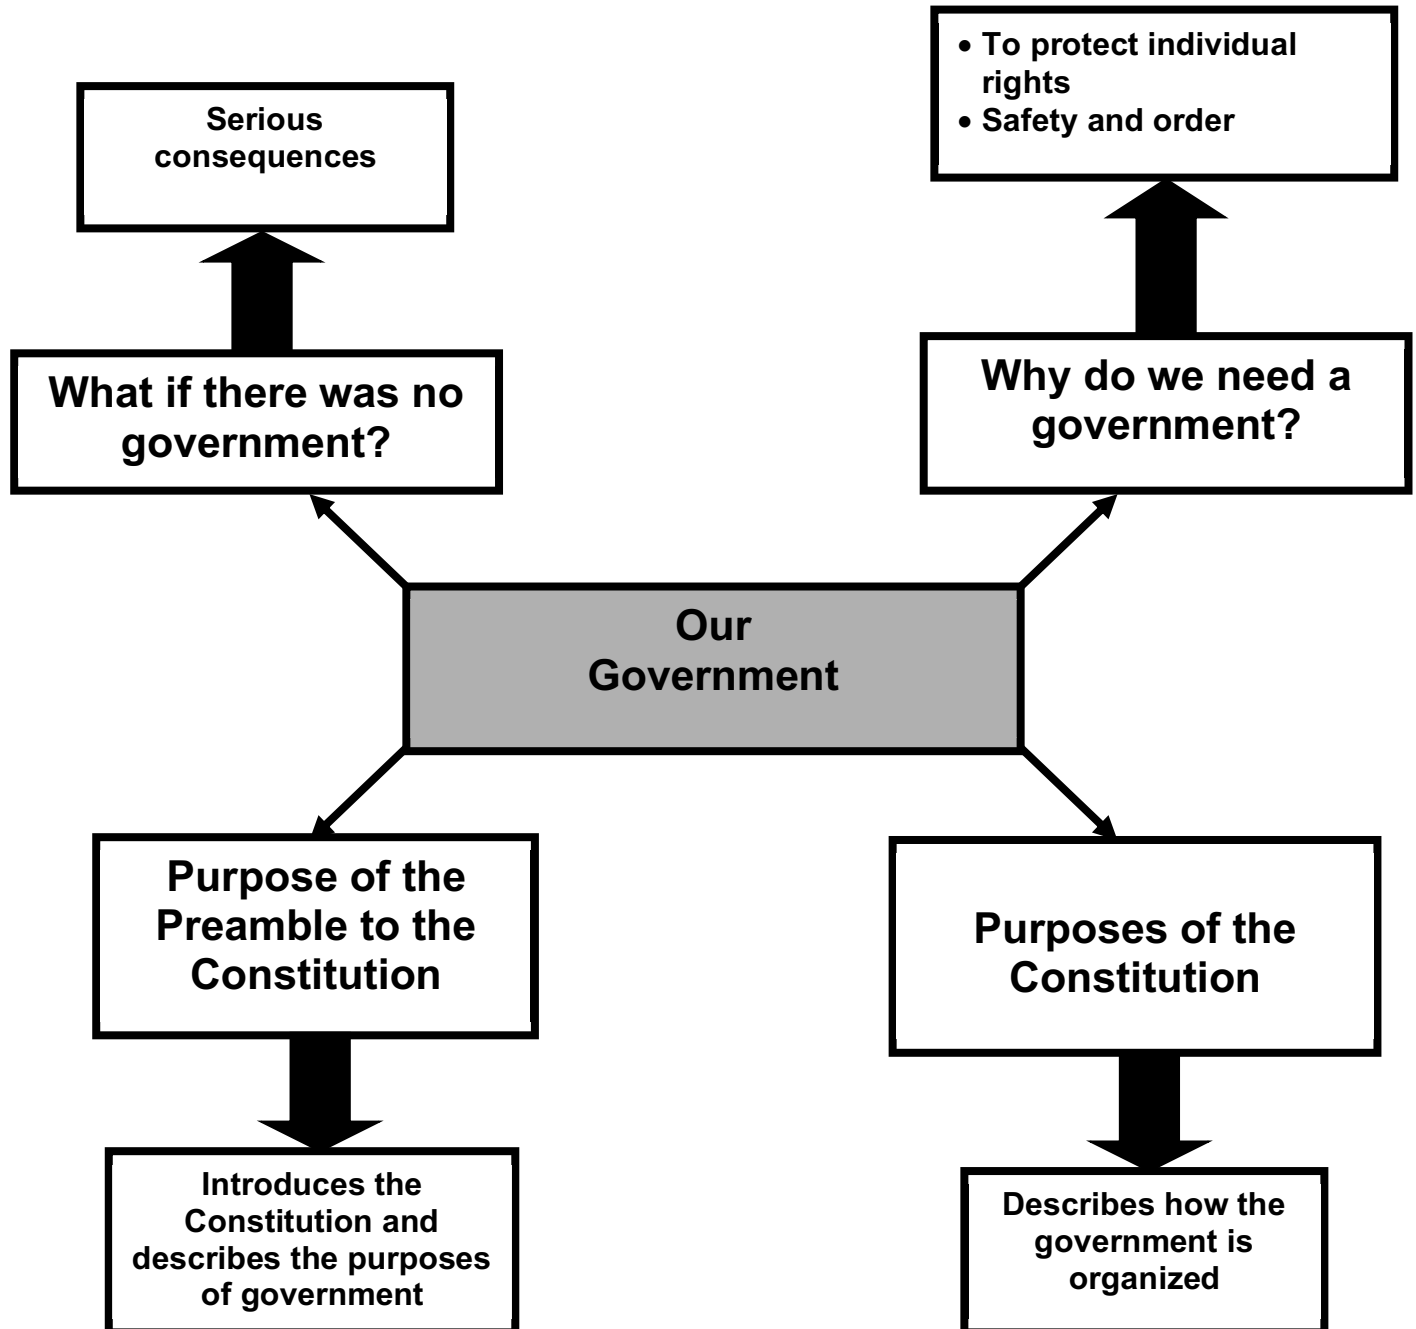 • To protect individual
rights
• Safety and order
Serious
consequences
What if there was no
government?
Why do we need a
government?
Our
Government
Purpose of the
Preamble to the
Constitution
Purposes of the
Constitution
Introduces the
Constitution and
describes the purposes
of government
Describes how the
government is
organized